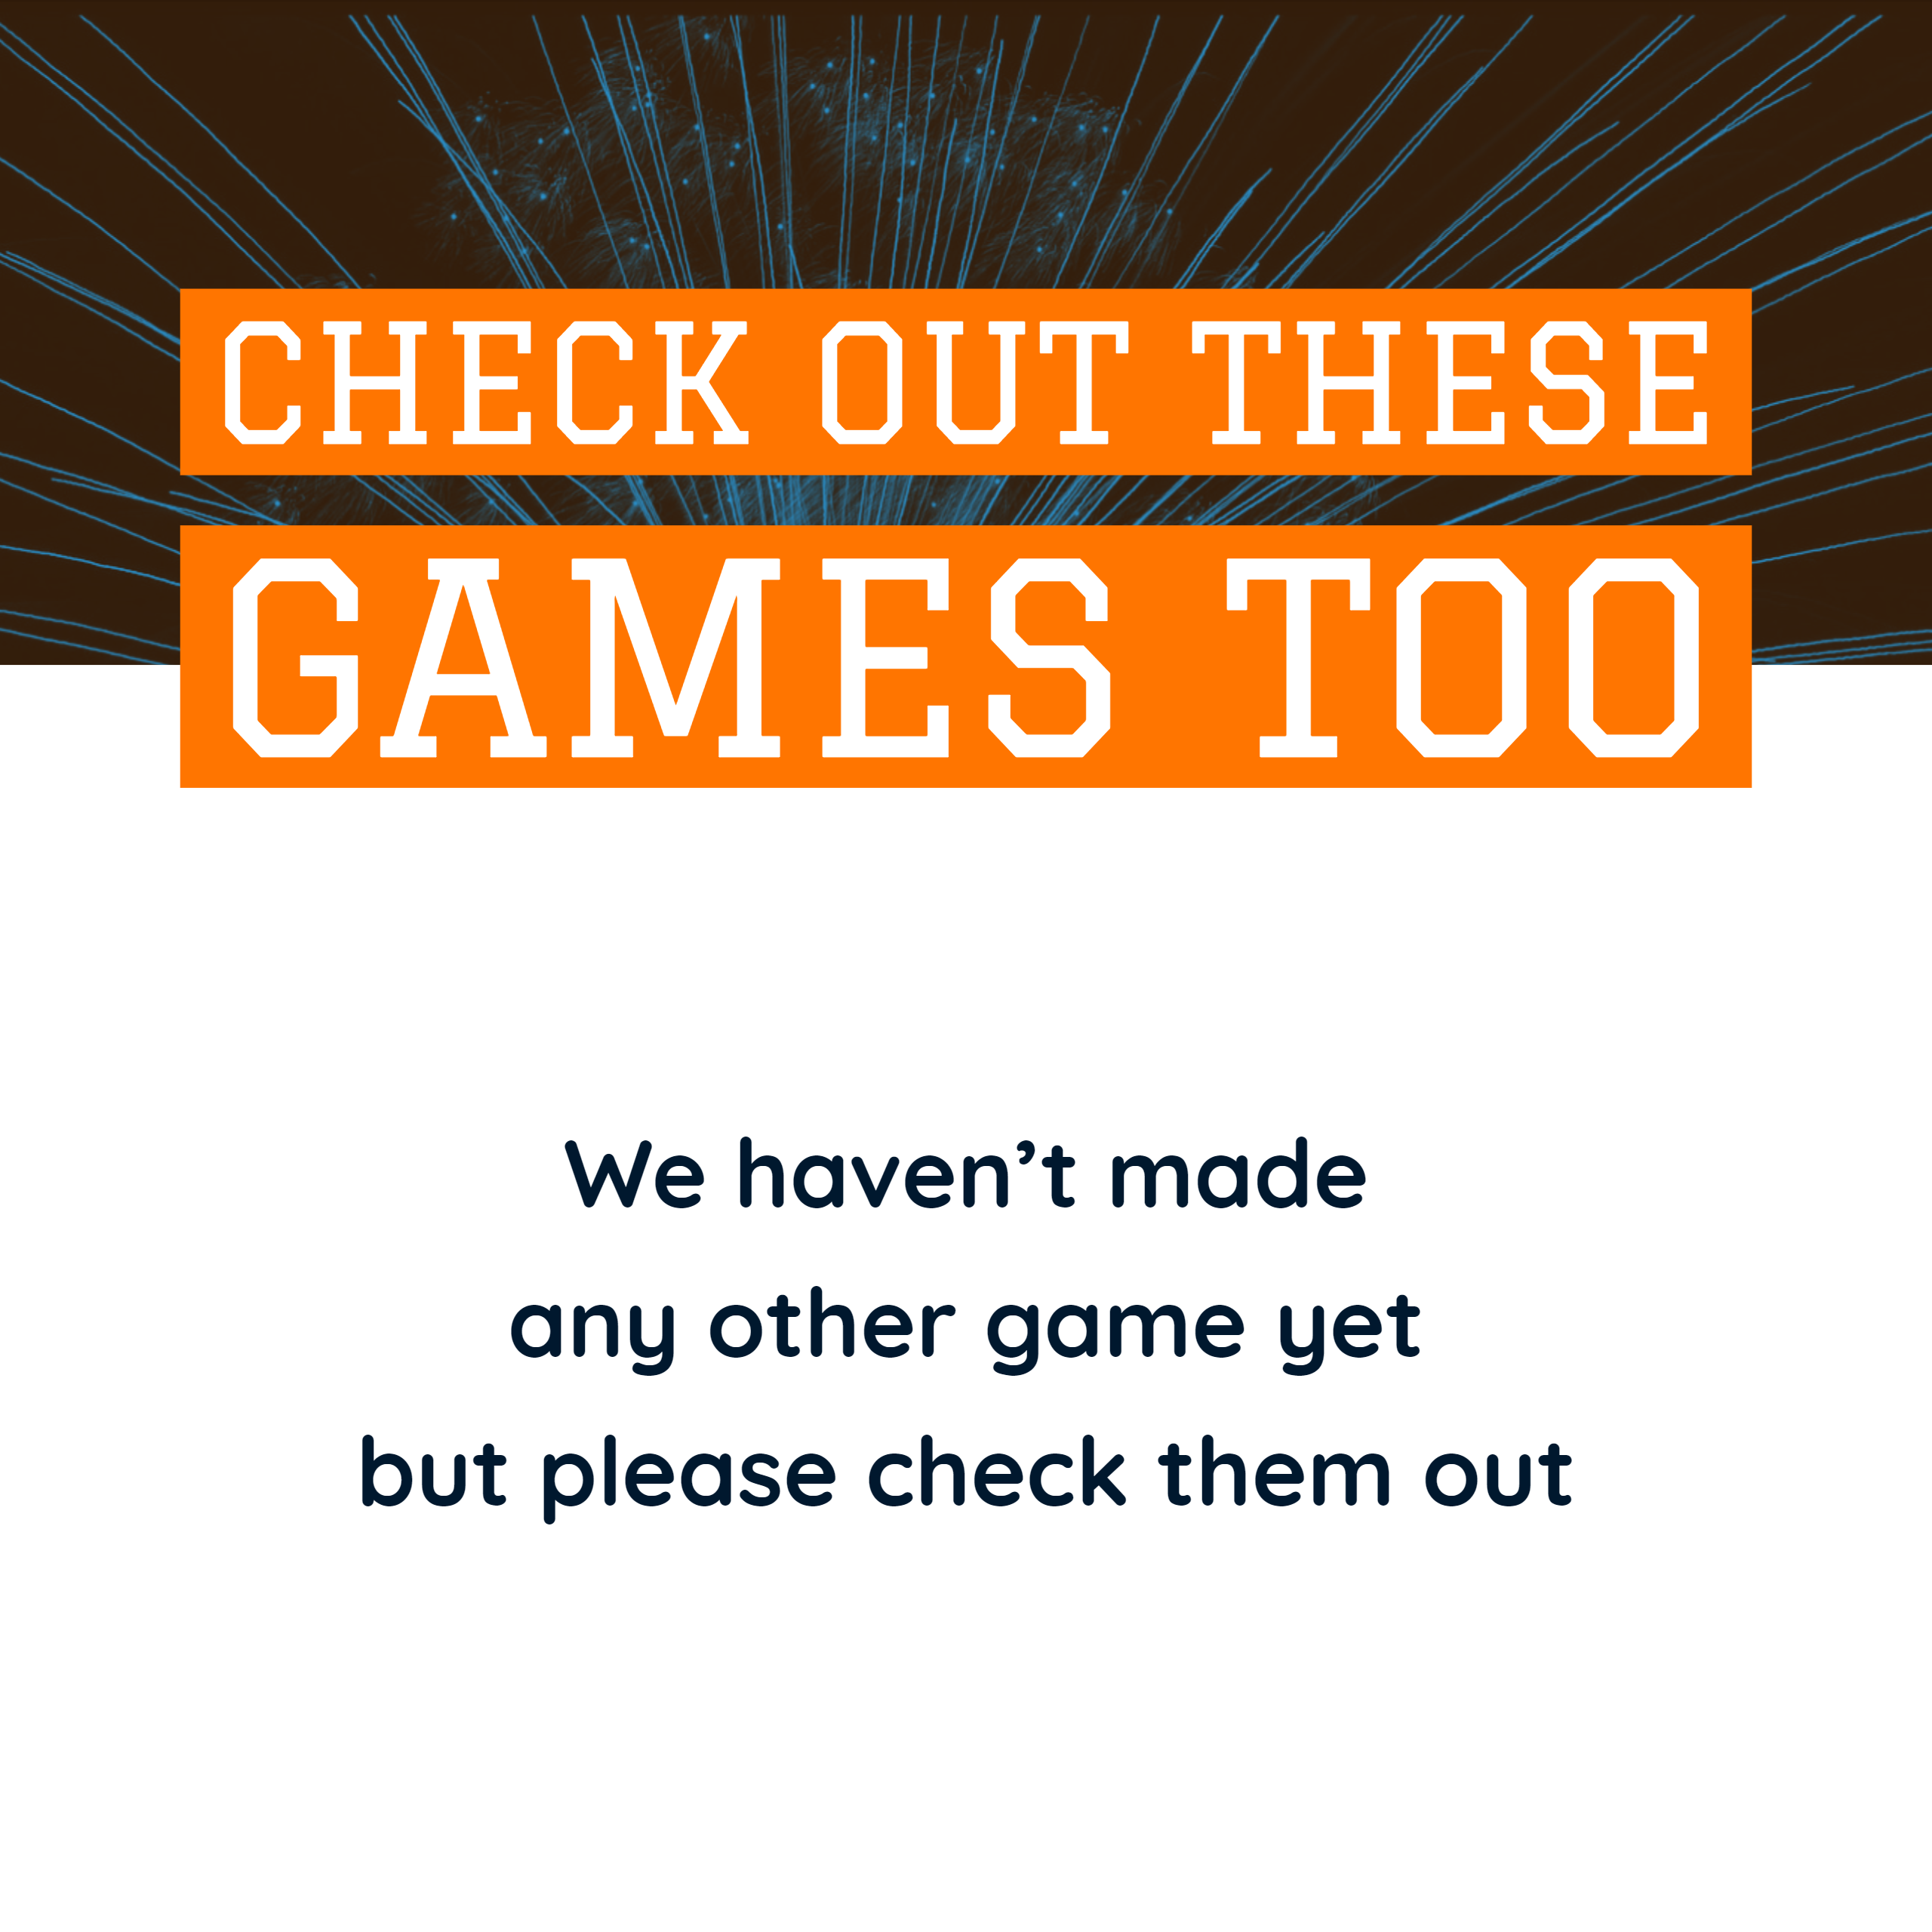 CHECK OUT THESE
GAMES TOO
We haven’t made
any other game yet
but please check them out